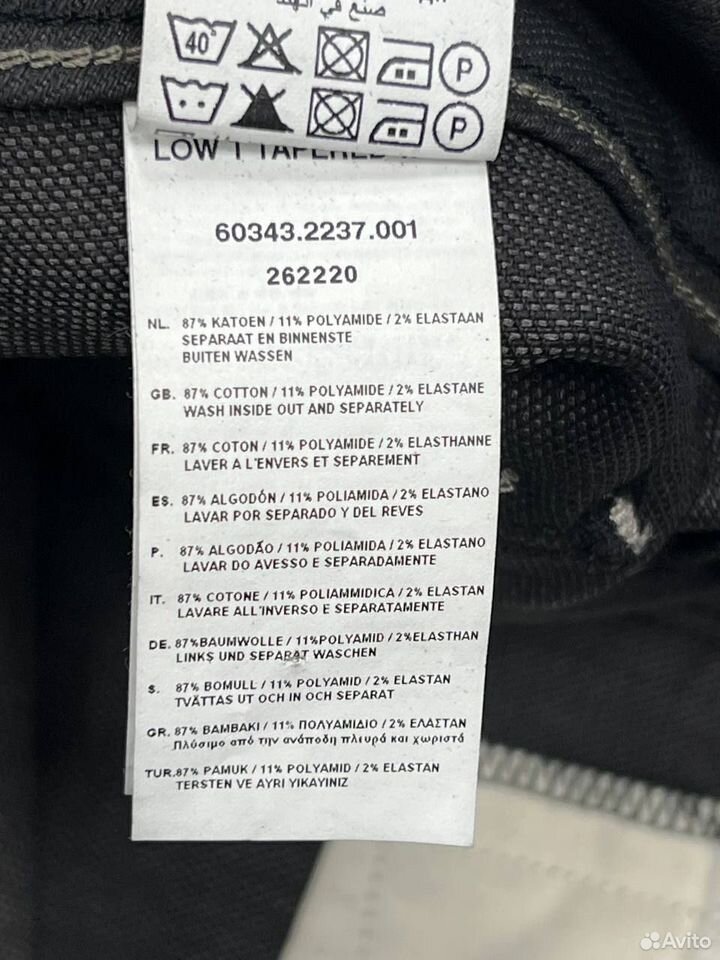 صنع في الهند
40
P
P
LOW T TAPERED
60343.2237.001
262220
NL. 87% KATOEN / 11% POLYAMIDE / 2% ELASTAAN
SEPARAAT EN BINNENSTE
BUITEN WASSEN
GB. 87% COTTON / 11% POLYAMIDE / 2% ELASTANE
WASH INSIDE OUT AND SEPARATELY
FR. 87% COTON / 11% POLYAMIDE / 2% ELASTHANNE
LAVER A L'ENVERS ET SEPAREMENT
ES. 87% ALGODÓN / 11% POLIAMIDA / 2% ELASTANO
LAVAR POR SEPARADO Y DEL REVES
P. 87% ALGODÃO / 11% POLIAMIDA / 2% ELASTANO
LAVAR DO AVESSO E SEPARADAMENTE
IT. 87% COTONE / 11% POLIAMMIDICA / 2% ELASTAN
LAVARE ALL'INVERSO E SEPARATAMENTE
DE. 87%BAUMWOLLE / 11%POLYAMID / 2%ELASTHAN
LINKS UND SEPARAT WASCHEN
S. 87% BOMULL / 11% POLYAMID / 2% ELASTAN
TVÄTTAS UT OCH IN OCH SEPARAT
GR. 87% ΒΑΜΒΑΚΙ / 11% ΠΟΛΥΑΜΙΔΙΟ / 2% ΕΛΑΣΤΑΝ
Πλύσιμο από την ανάποδη πλευρά και χωριστά
TUR.87% PAMUK / 11% POLYAMID / 2% ELASTAN
TERSTEN VE AYRI YIKAYINIZ
Avito